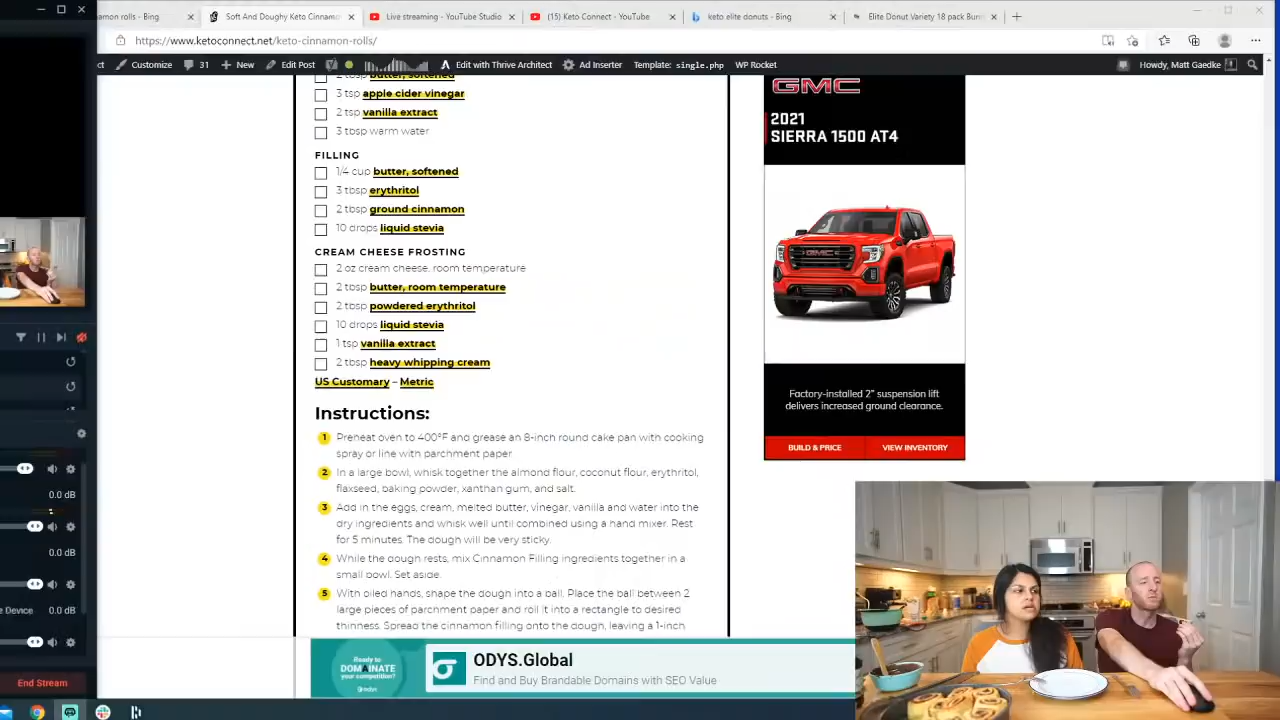 cinnamon rolls - Bing
Soft And Doughy Keto Cinnamo
Live streaming - YouTube Studio
(15) Keto Connect - YouTube
keto elite donuts - Bing
Elite Donut Variety 18 pack Bun
https://www.ketoconnect.net/keto-cinnamon-rolls/
Customize
31
New
Edit Post
Edit with Thrive Architect
Ad Inserter
Template: single.php
WP Rocket
Howdy, Matt Gaedke
butter, softened
3 tsp apple cider vinegar
2 tsp vanilla extract
3 tbsp warm water
FILLING
1/4 cup butter, softened
3 tbsp erythritol
2 tbsp ground cinnamon
10 drops liquid stevia
CREAM CHEESE FROSTING
2 oz cream cheese, room temperature
2 tbsp butter, room temperature
2 tbsp powdered erythritol
10 drops liquid stevia
1 tsp vanilla extract
2 tbsp heavy whipping cream
US Customary – Metric
Instructions:
1 Preheat oven to 400°F and grease an 8-inch round cake pan with cooking
spray or line with parchment paper
2 In a large bowl, whisk together the almond flour, coconut flour, erythritol,
flaxseed, baking powder, xanthan gum, and salt.
3 Add in the eggs, cream, melted butter, vinegar, vanilla and water into the
dry ingredients and whisk well until combined using a hand mixer. Rest
for 5 minutes. The dough will be very sticky.
4 While the dough rests, mix Cinnamon Filling ingredients together in a
small bowl. Set aside.
5 With oiled hands, shape the dough into a ball. Place the ball between 2
large pieces of parchment paper and roll it into a rectangle to desired
thinness. Spread the cinnamon filling onto the dough, leaving a 1-inch
GMC
2021
SIERRA 1500 AT4
GMC
Factory-installed 2" suspension lift
delivers increased ground clearance.
BUILD & PRICE
VIEW INVENTORY
0.0 dB
0.0 dB
Device
0.0 dB
End Stream
Ready to
DOMINATE
your competition?
ODYS.Global
Find and Buy Brandable Domains with SEO Value